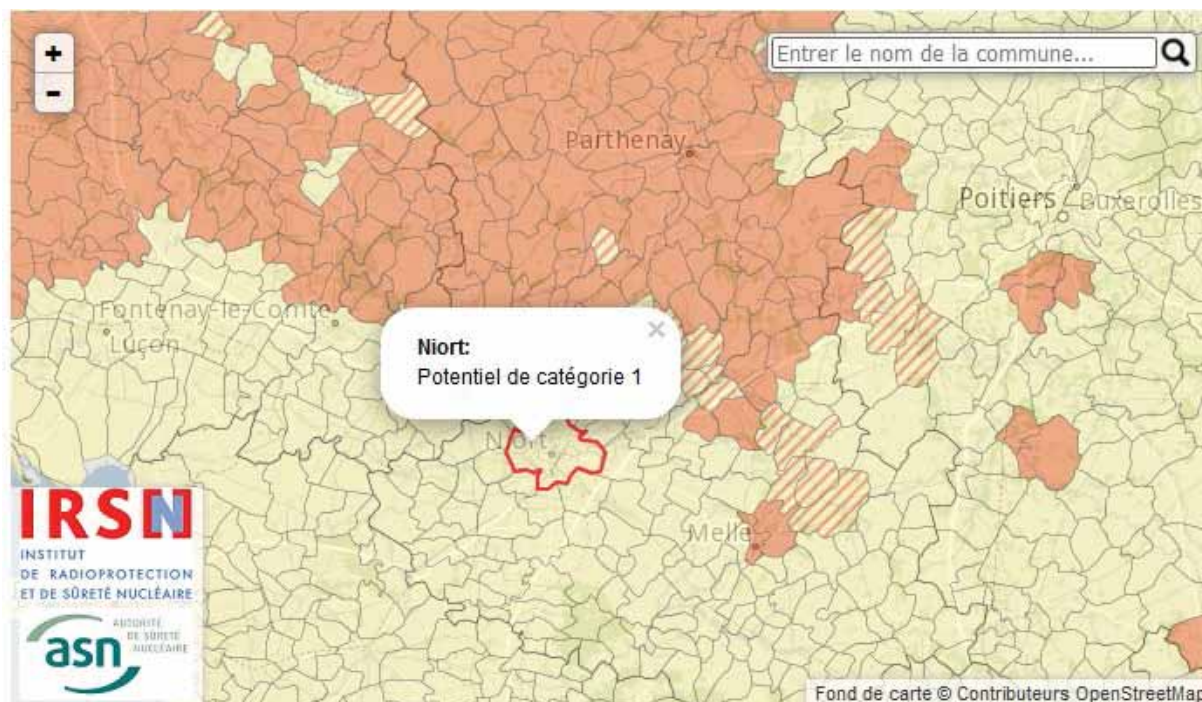 +
-
Entrer le nom de la commune...
Parthenay
Poitiers
Buxerolles
Fontenay-le-Comte
Luçon
×
Niort:
Potentiel de catégorie 1
Niort
Melle
IRSN
INSTITUT
DE RADIOPROTECTION
ET DE SÛRETÉ NUCLÉAIRE
AUTORITÉ
DE SÛRETÉ
NUCLÉAIRE
asn
Fond de carte © Contributeurs OpenStreetMap